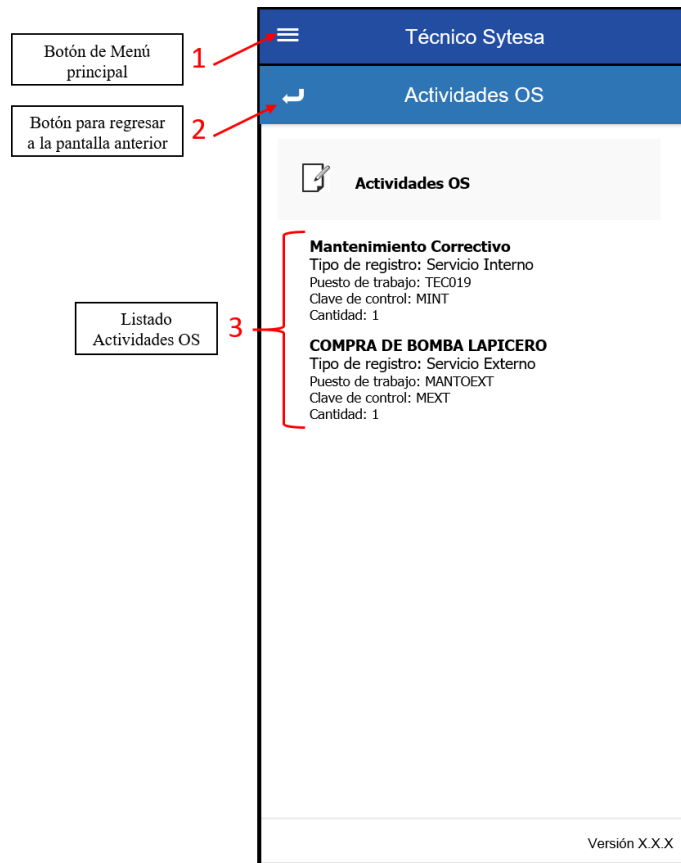 Botón de Menú
principal
1
Técnico Sytesa
Botón para regresar
a la pantalla anterior
2
Actividades OS
Actividades OS
Listado
Actividades OS
3
Mantenimiento Correctivo
Tipo de registro: Servicio Interno
Puesto de trabajo: TEC019
Clave de control: MINT
Cantidad: 1
COMPRA DE BOMBA LAPICERO
Tipo de registro: Servicio Externo
Puesto de trabajo: MANTOEXT
Clave de control: MEXT
Cantidad: 1
Versión X.X.X